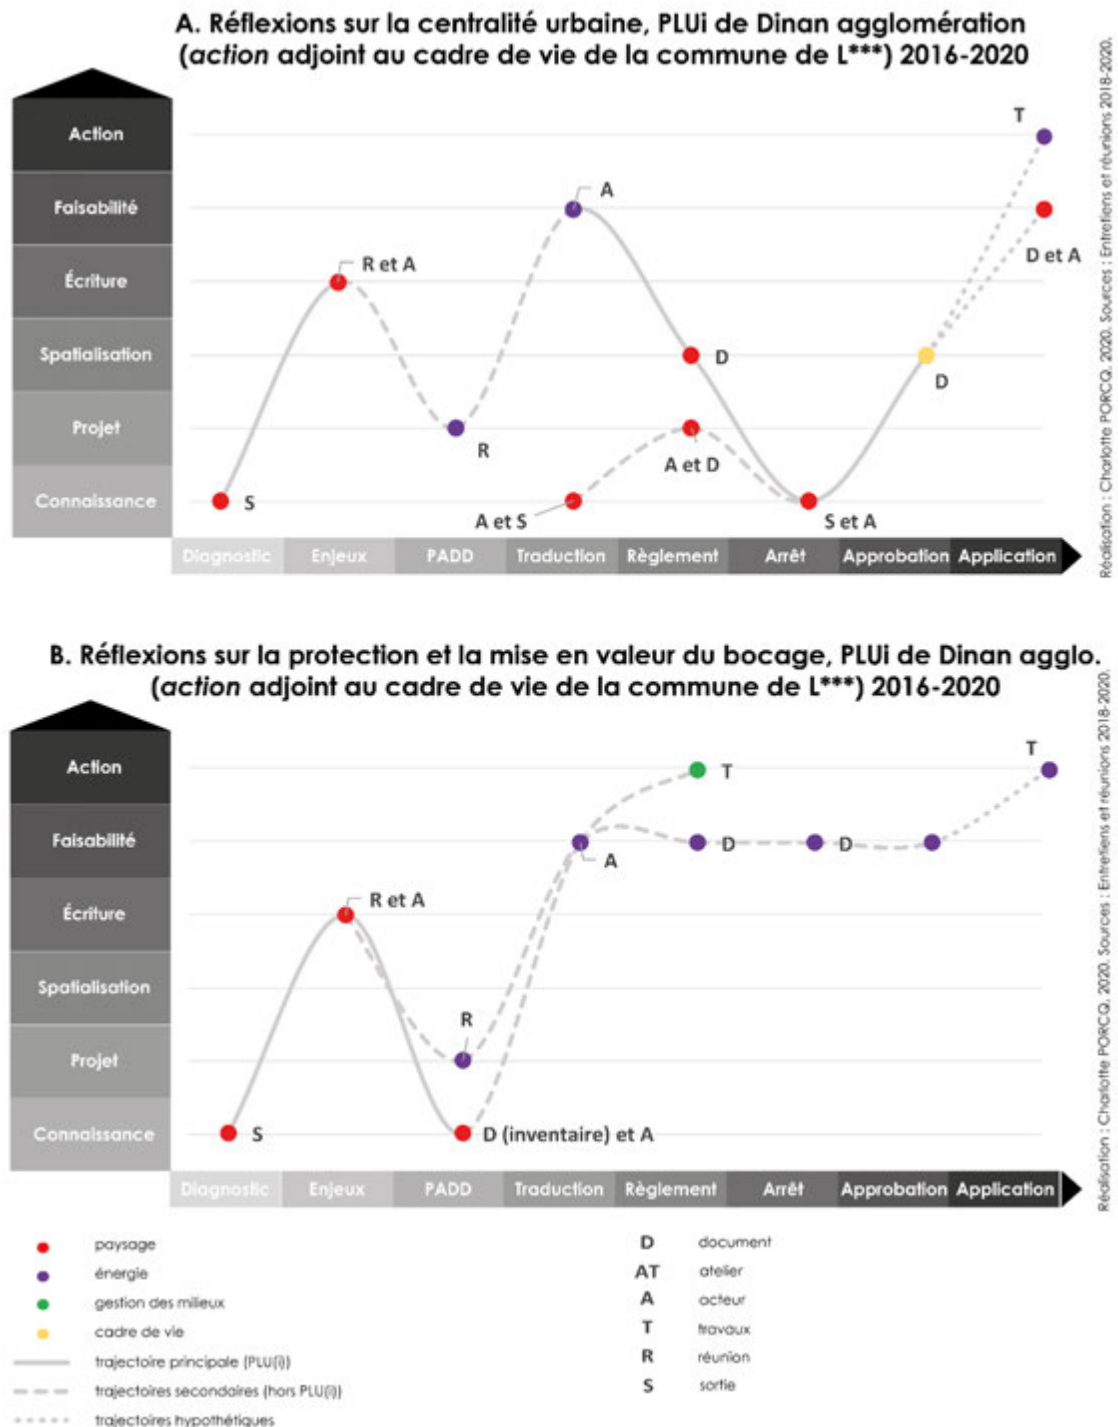 A. Réflexions sur la centralité urbaine, PLUi de Dinan agglomération
(action adjoint au cadre de vie de la commune de L***) 2016-2020
Action
Faisabilité
Écriture
Spatialisation
Projet
Connaissance
T
A
R et A
D et A
D
D
R
A et D
S
A et S
S et A
Diagnostic
Enjeux
PADD
Traduction
Règlement
Arrêt
Approbation
Application
Réalisation : Charlotte PORCQ, 2020. Sources : Entretiens et réunions 2018-2020.
B. Réflexions sur la protection et la mise en valeur du bocage, PLUi de Dinan agglo.
(action adjoint au cadre de vie de la commune de L***) 2016-2020
Action
Faisabilité
Écriture
Spatialisation
Projet
Connaissance
T
T
D
D
A
R et A
R
S
D (inventaire) et A
Diagnostic
Enjeux
PADD
Traduction
Règlement
Arrêt
Approbation
Application
Réalisation : Charlotte PORCQ, 2020. Sources : Entretiens et réunions 2018-2020.
paysage
énergie
gestion des milieux
cadre de vie
trajectoire principale (PLU(i))
trajectoires secondaires (hors PLU(i))
trajectoires hypothétiques
D document
AT atelier
A acteur
T travaux
R réunion
S sortie